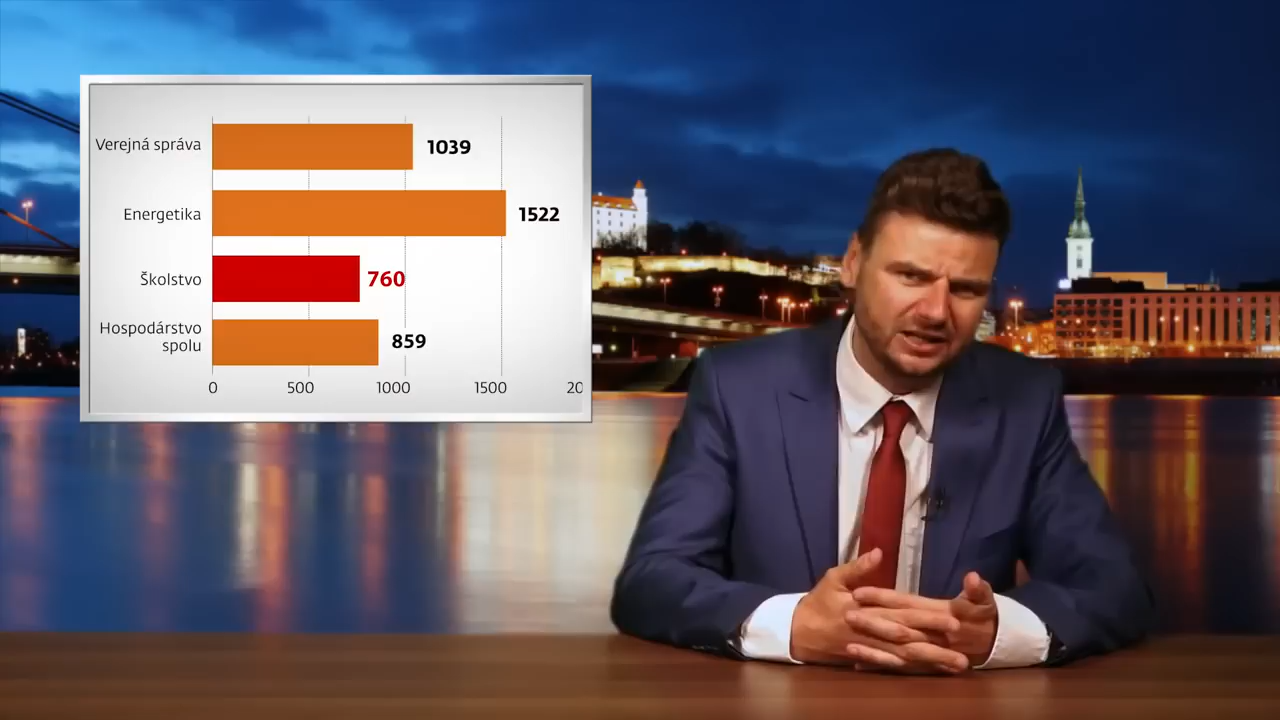 Verejná správa 1039
Energetika 1522
Školstvo 760
Hospodárstvo
spolu 859
0 500 1000 1500 20